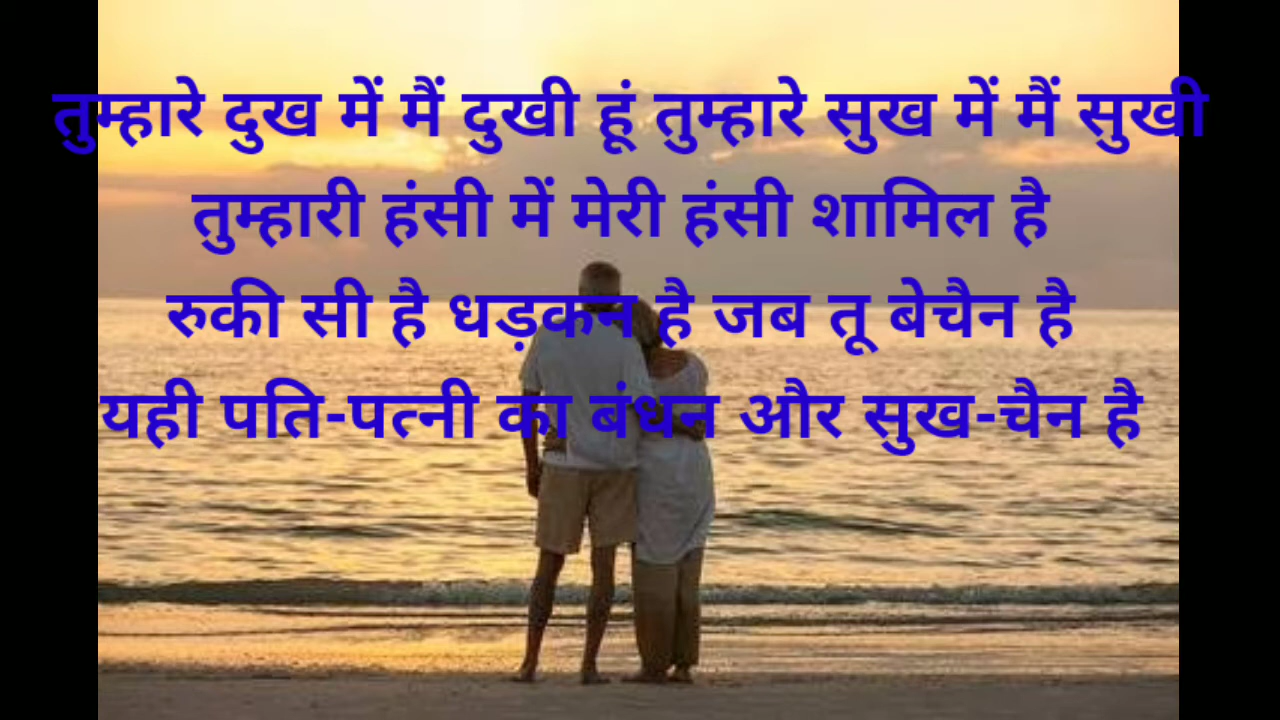 तुम्हारे दुख में मैं दुखी हूं तुम्हारे सुख में मैं सुखी
तुम्हारी हंसी में मेरी हंसी शामिल है
रुकी सी है धड़कन है जब तू बेचैन है
यही पति-पत्नी का बंधन और सुख-चैन है